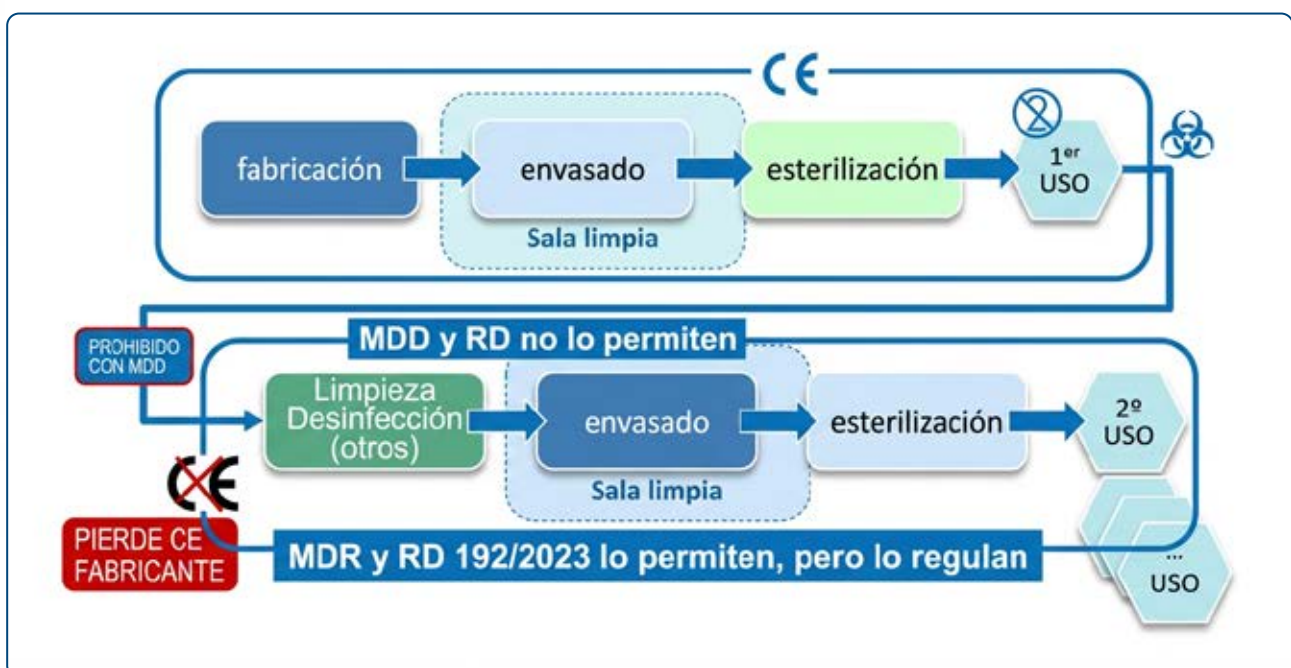 CE
fabricación
envasado
esterilización
2
1er
USO
Sala limpia
PROHIBIDO
CON MDD
MDD y RD no lo permiten
Limpieza
Desinfección
(otros)
envasado
esterilización
2º
USO
Sala limpia
CE
PIERDE CE
FABRICANTE
MDR y RD 192/2023 lo permiten, pero lo regulan
...
USO